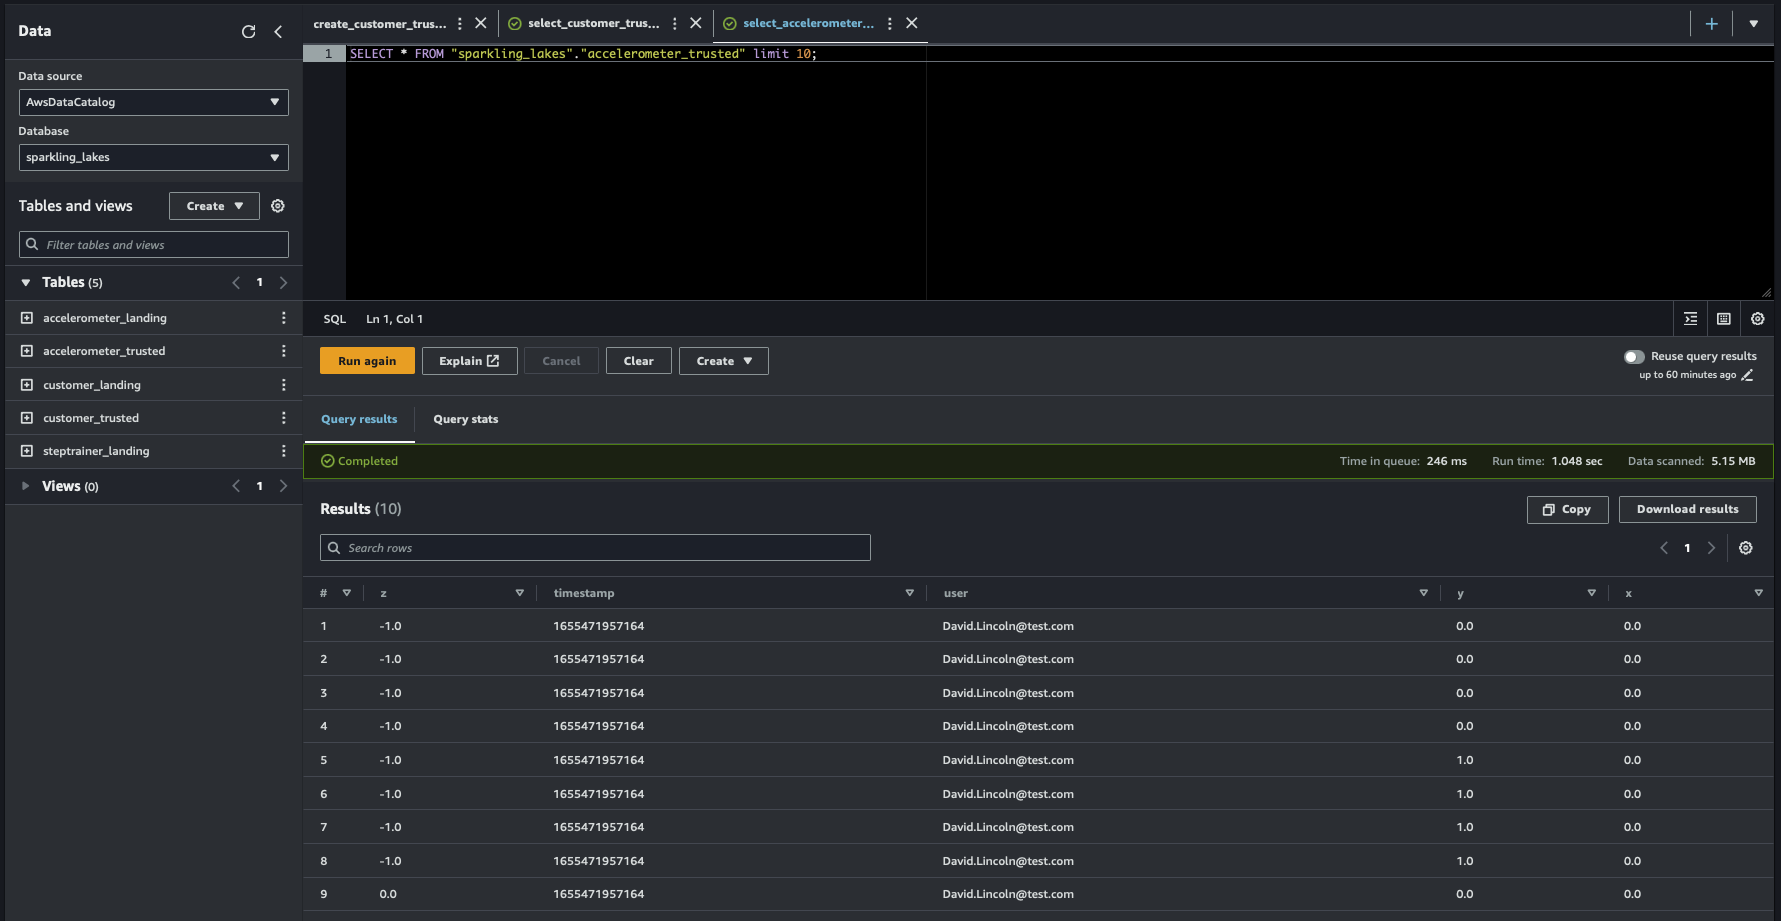 Data
Data source
AwsDataCatalog
Database
sparkling_lakes
Tables and views
Create
Filter tables and views
Tables (5)
1
accelerometer_landing
accelerometer_trusted
customer_landing
customer_trusted
steptrainer_landing
Views (0)
1
create_customer_trus...
select_customer_trus...
select_accelerometer...
1 SELECT * FROM "sparkling_lakes"."accelerometer_trusted" limit 10;
SQL Ln 1, Col 1
Run again Explain Cancel Clear Create
Reuse query results
up to 60 minutes ago
Query results Query stats
Completed
Time in queue: 246 ms Run time: 1.048 sec Data scanned: 5.15 MB
Results (10)
Copy Download results
Search rows
1
# z timestamp user y x
1 -1.0 1655471957164 David.Lincoln@test.com 0.0 0.0
2 -1.0 1655471957164 David.Lincoln@test.com 0.0 0.0
3 -1.0 1655471957164 David.Lincoln@test.com 0.0 0.0
4 -1.0 1655471957164 David.Lincoln@test.com 0.0 0.0
5 -1.0 1655471957164 David.Lincoln@test.com 1.0 0.0
6 -1.0 1655471957164 David.Lincoln@test.com 1.0 0.0
7 -1.0 1655471957164 David.Lincoln@test.com 1.0 0.0
8 -1.0 1655471957164 David.Lincoln@test.com 1.0 0.0
9 0.0 1655471957164 David.Lincoln@test.com 0.0 0.0